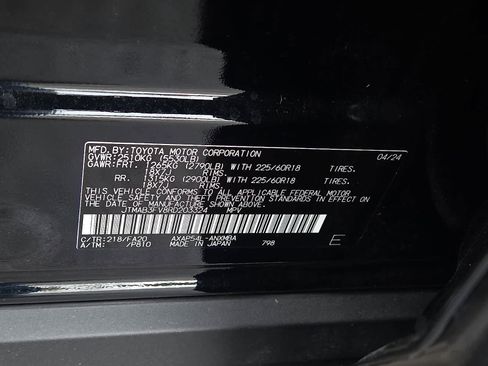 MFD.BY:TOYOTA MOTOR CORPORATION 04/24
GVWR:2510KG (5530LB)
GAWR:FRT. 1265KG (2790LB) WITH 225/60R18 TIRES.
18X7J RIMS
RR. 1315KG (2900LB) WITH 225/60R18 TIRES.
18X7J RIMS
THIS VEHICLE CONFORMS TO ALL APPLICABLE FEDERAL MOTOR
VEHICLE SAFETY AND THEFT PREVENTION STANDARDS IN EFFECT
ON THE DATE OF MANUFACTURE SHOWN ABOVE.
JTMAB3FV8RD203324 MPV
C/TR:218/FA20 AXAP54L-ANXMBA
A/TM: /P810 MADE IN JAPAN 798 E